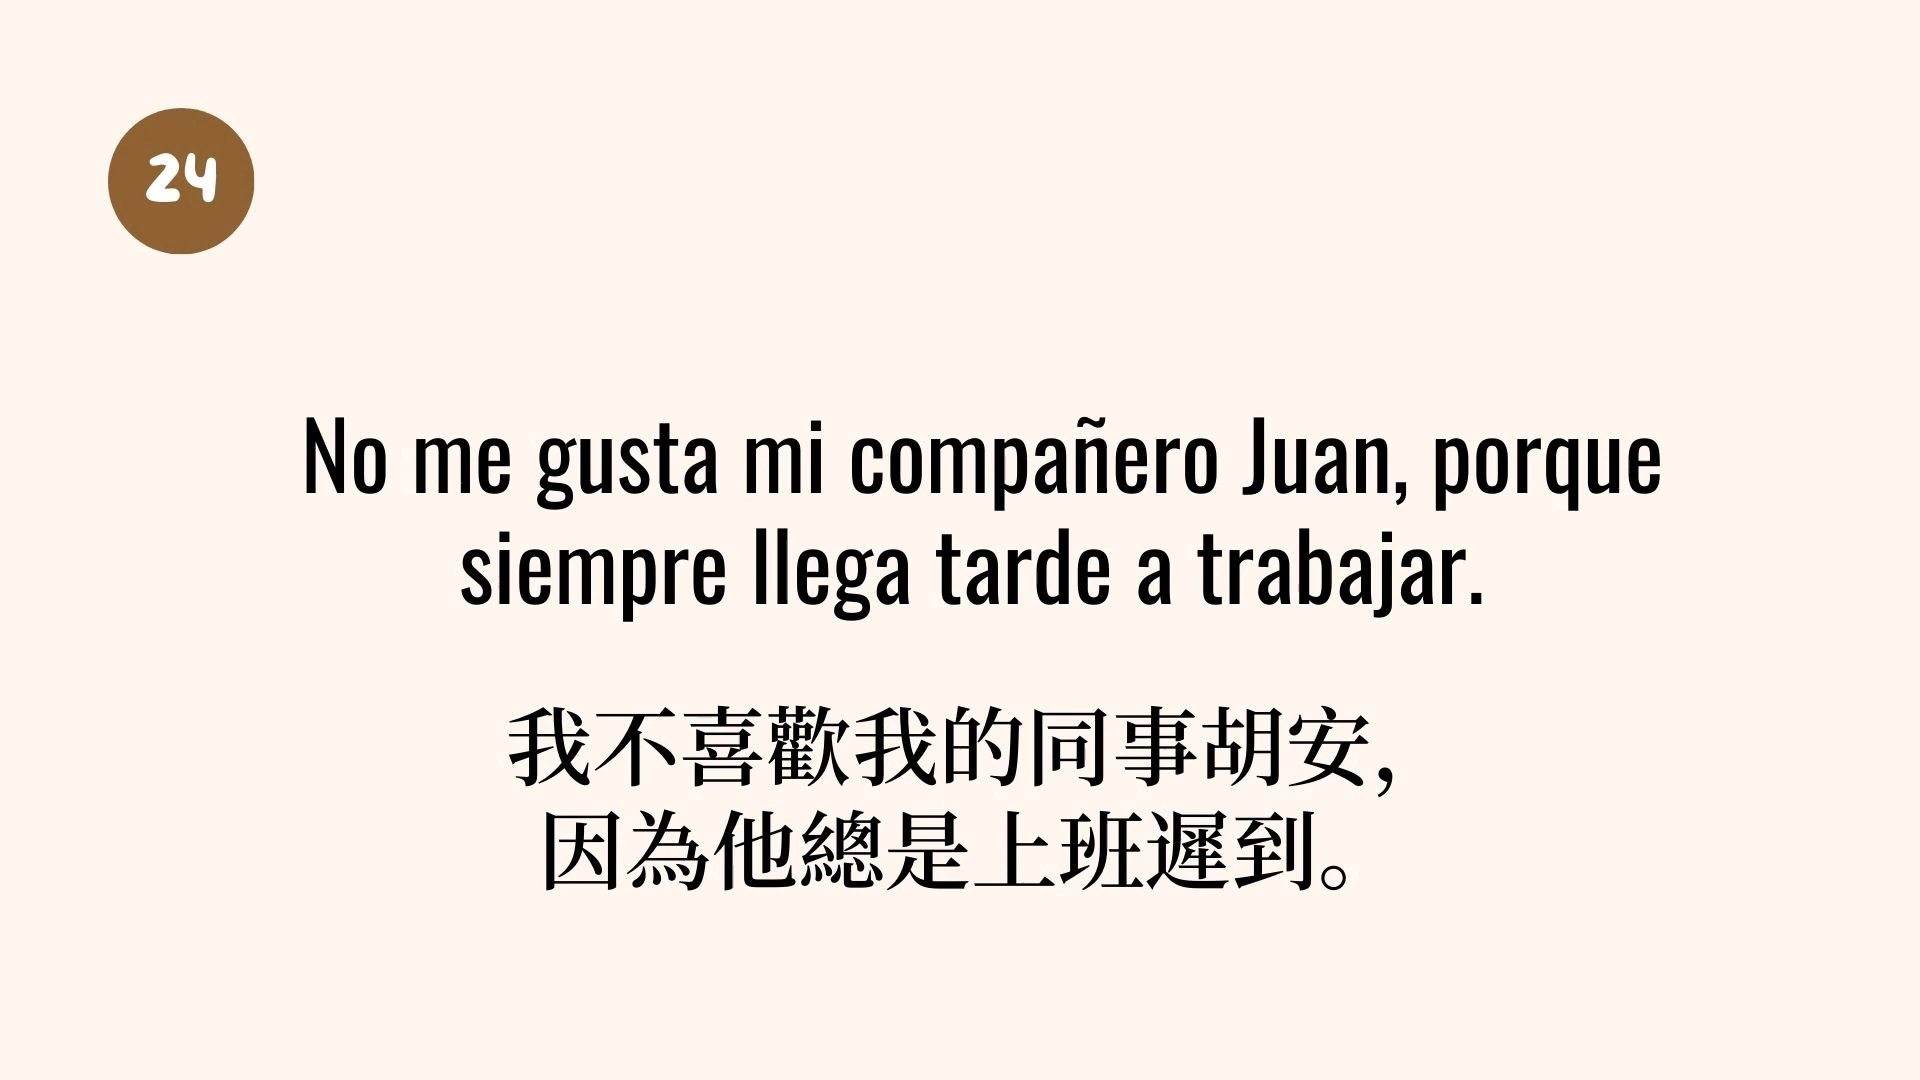 24
No me gusta mi compañero Juan, porque
siempre llega tarde a trabajar.
我不喜歡我的同事胡安,
因為他總是上班遲到。